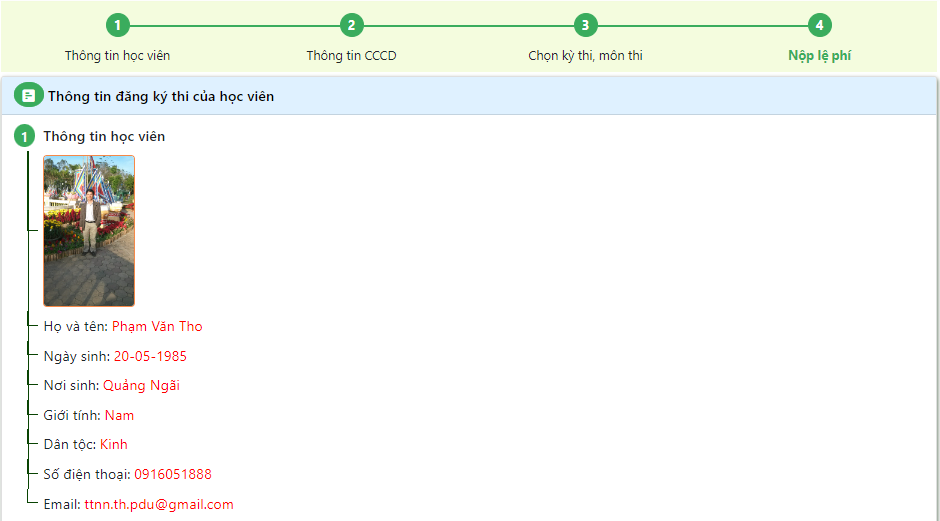 1 2 3 4
Thông tin học viên Thông tin CCCD Chọn kỳ thi, môn thi Nộp lệ phí
Thông tin đăng ký thi của học viên
1 Thông tin học viên
Họ và tên: Phạm Văn Tho
Ngày sinh: 20-05-1985
Nơi sinh: Quảng Ngãi
Giới tính: Nam
Dân tộc: Kinh
Số điện thoại: 0916051888
Email: ttnn.th.pdu@gmail.com